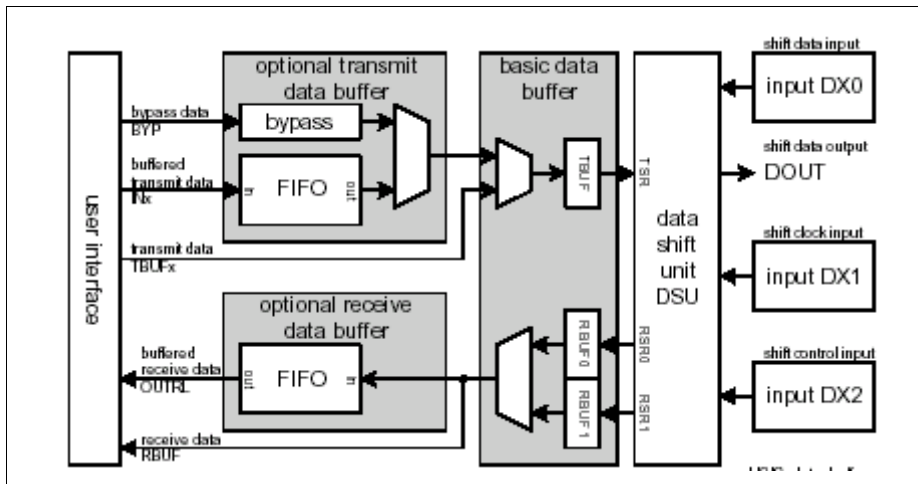 optional transmit
data buffer
basic data
buffer
shift data input
input DX0
bypass data
BYP
bypass
shift data output
DOUT
buffered
transmit data
INx
in
FIFO
out
TBUF
TSR
user interface
data
shift
unit
DSU
transmit data
TBUFx
shift clock input
input DX1
optional receive
data buffer
buffered
receive data
OUTRL
out
FIFO
in
RBUF0
RSR0
RBUF1
RSR1
shift control input
input DX2
receive data
RBUF